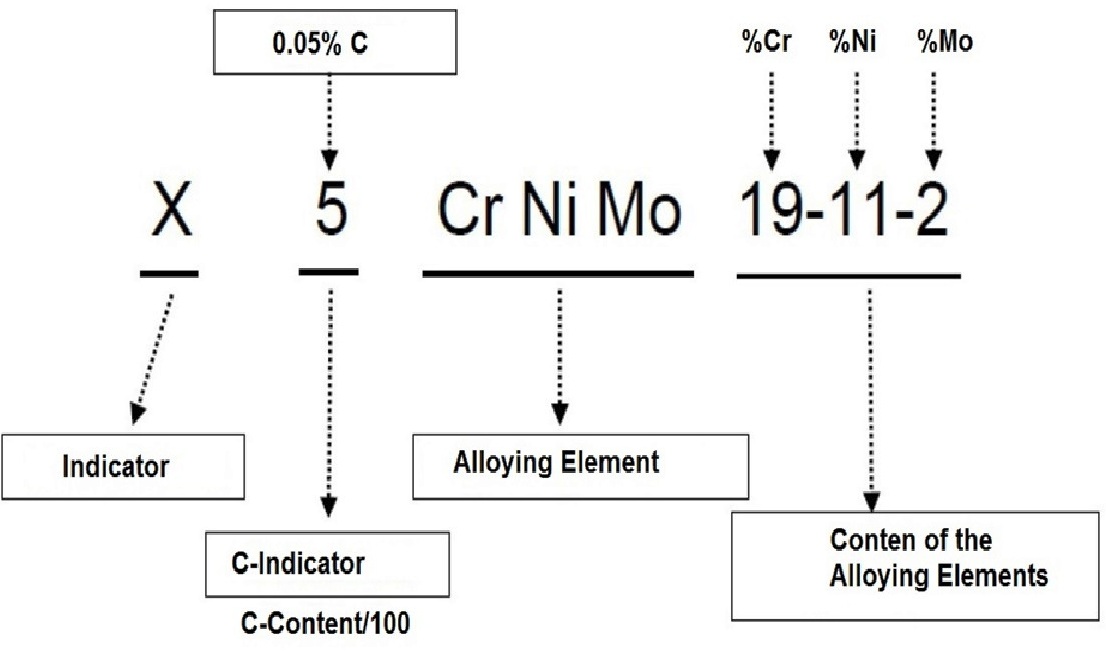 0.05% C
%Cr %Ni %Mo
X 5 Cr Ni Mo 19-11-2
Indicator
Alloying Element
C-Indicator
C-Content/100
Conten of the
Alloying Elements